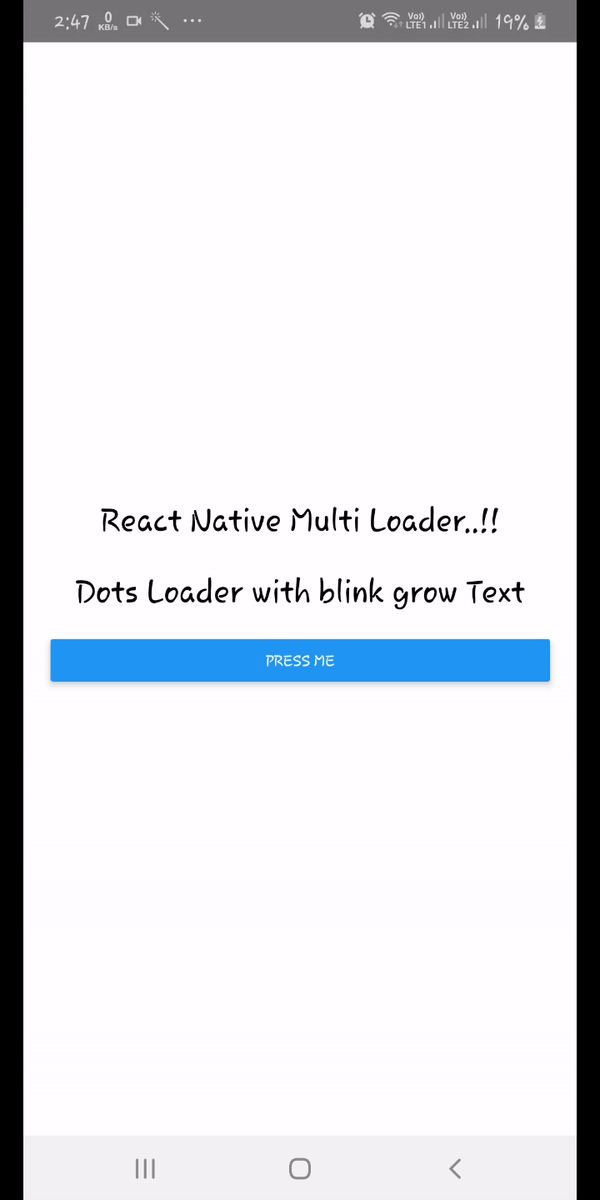 2:47 0 KB/s ... Vo)) LTE1 Vo)) LTE2 19%
React Native Multi Loader..!!
Dots Loader with blink grow Text
PRESS ME